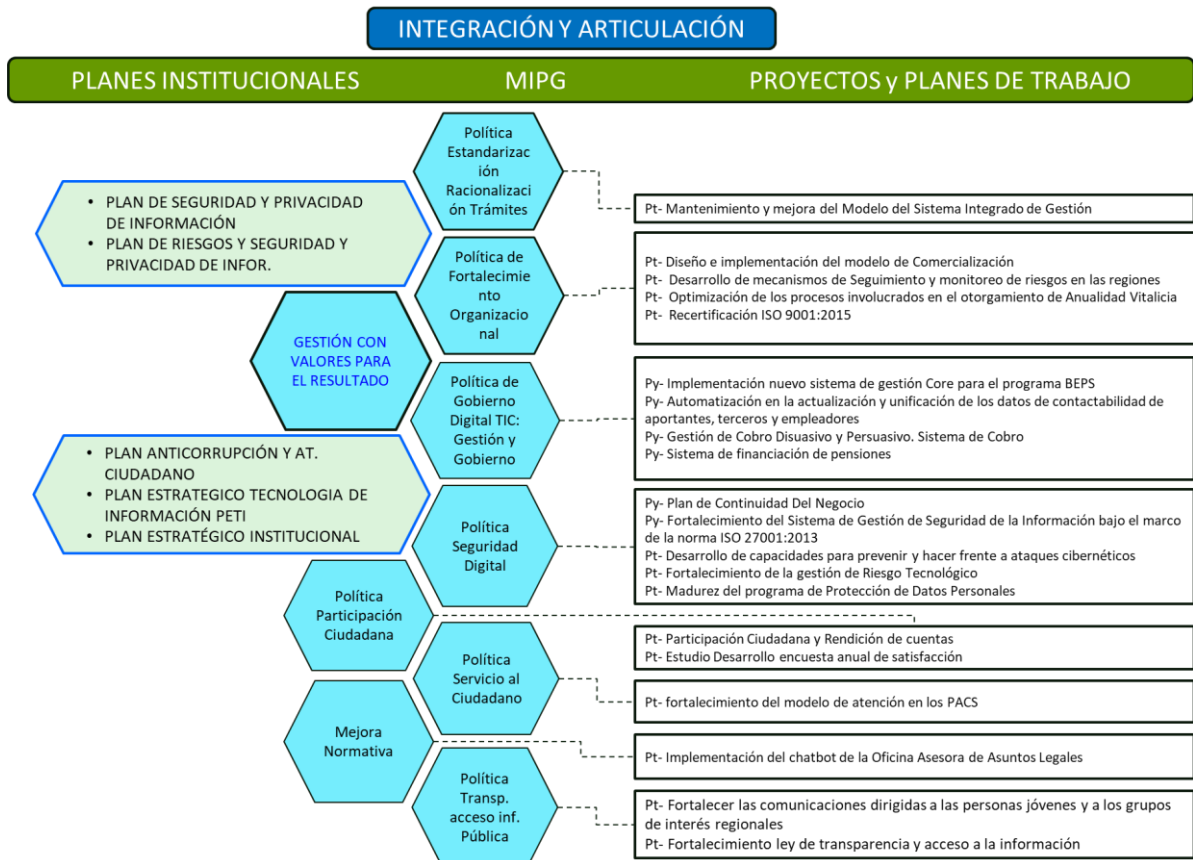 INTEGRACIÓN Y ARTICULACIÓN
PLANES INSTITUCIONALES
MIPG
PROYECTOS y PLANES DE TRABAJO
• PLAN DE SEGURIDAD Y PRIVACIDAD
DE INFORMACIÓN
• PLAN DE RIESGOS Y SEGURIDAD Y
PRIVACIDAD DE INFOR.
GESTIÓN CON
VALORES PARA
EL RESULTADO
• PLAN ANTICORRUPCIÓN Y AT.
CIUDADANO
• PLAN ESTRATEGICO TECNOLOGIA DE
INFORMACIÓN PETI
• PLAN ESTRATÉGICO INSTITUCIONAL
Política
Estandarizac
ión
Racionalizaci
ón Trámites
Pt- Mantenimiento y mejora del Modelo del Sistema Integrado de Gestión
Política de
Fortalecimie
nto
Organizacio
nal
Pt- Diseño e implementación del modelo de Comercialización
Pt- Desarrollo de mecanismos de Seguimiento y monitoreo de riesgos en las regiones
Pt- Optimización de los procesos involucrados en el otorgamiento de Anualidad Vitalicia
Pt- Recertificación ISO 9001:2015
Política de
Gobierno
Digital TIC:
Gestión y
Gobierno
Py- Implementación nuevo sistema de gestión Core para el programa BEPS
Py- Automatización en la actualización y unificación de los datos de contactabilidad de
aportantes, terceros y empleadores
Py- Gestión de Cobro Disuasivo y Persuasivo. Sistema de Cobro
Py- Sistema de financiación de pensiones
Política
Seguridad
Digital
Py- Plan de Continuidad Del Negocio
Py- Fortalecimiento del Sistema de Gestión de Seguridad de la Información bajo el marco
de la norma ISO 27001:2013
Pt- Desarrollo de capacidades para prevenir y hacer frente a ataques cibernéticos
Pt- Fortalecimiento de la gestión de Riesgo Tecnológico
Pt- Madurez del programa de Protección de Datos Personales
Política
Participación
Ciudadana
Pt- Participación Ciudadana y Rendición de cuentas
Pt- Estudio Desarrollo encuesta anual de satisfacción
Política
Servicio al
Ciudadano
Pt- fortalecimiento del modelo de atención en los PACS
Mejora
Normativa
Pt- Implementación del chatbot de la Oficina Asesora de Asuntos Legales
Política
Transp.
acceso inf.
Pública
Pt- Fortalecer las comunicaciones dirigidas a las personas jóvenes y a los grupos
de interés regionales
Pt- Fortalecimiento ley de transparencia y acceso a la información